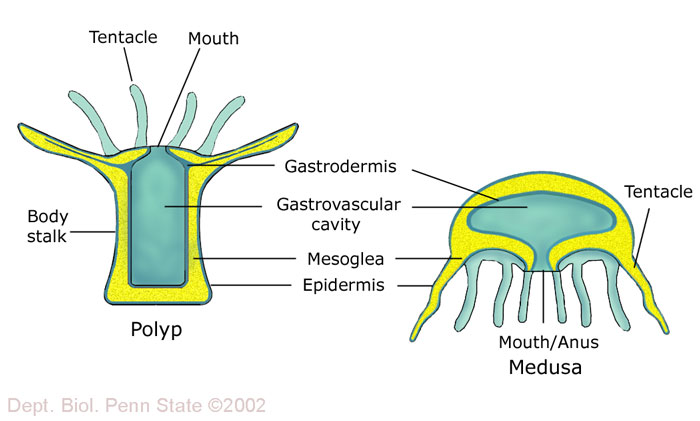 Tentacle
Mouth
Gastrodermis
Gastrovascular
cavity
Tentacle
Body
stalk
Mesoglea
Epidermis
Polyp
Mouth/Anus
Medusa
Dept. Biol. Penn State ©2002